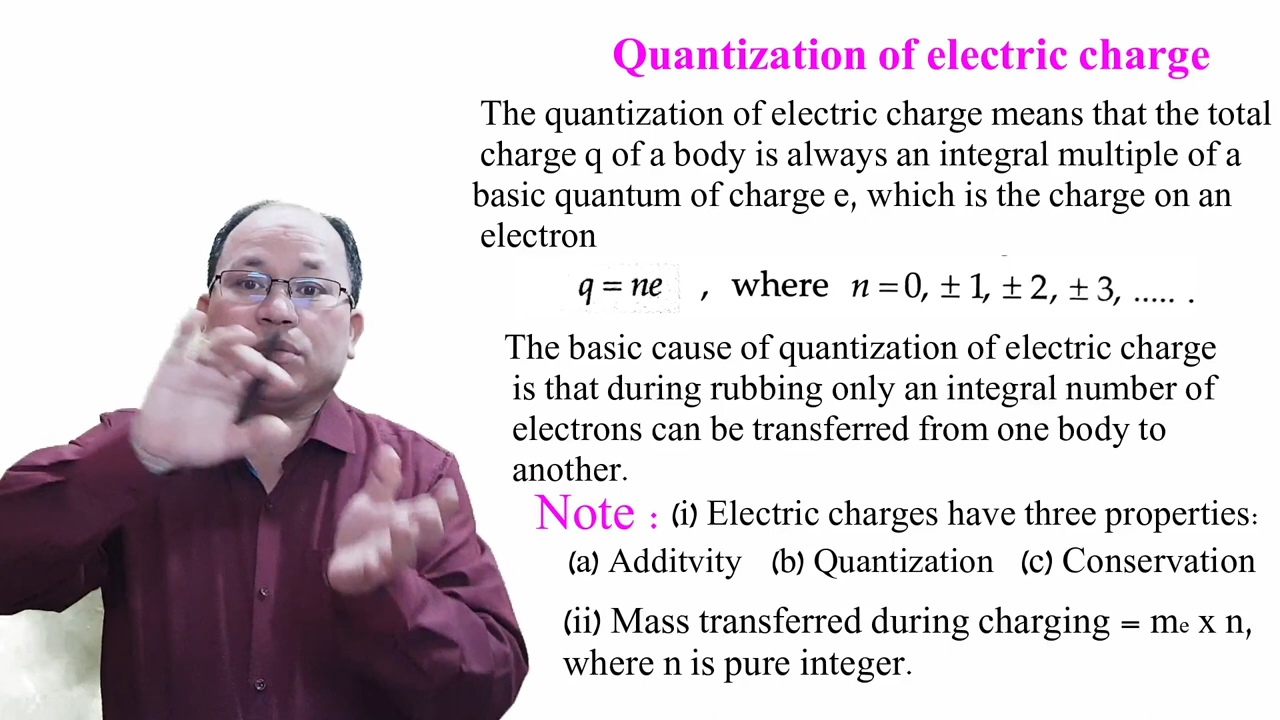 Quantization of electric charge
The quantization of electric charge means that the total
charge q of a body is always an integral multiple of a
basic quantum of charge e, which is the charge on an
electron
q = ne , where n = 0, ± 1, ± 2, ± 3, ..... .
The basic cause of quantization of electric charge
is that during rubbing only an integral number of
electrons can be transferred from one body to
another.
Note : (i) Electric charges have three properties:
(a) Additvity (b) Quantization (c) Conservation
(ii) Mass transferred during charging = me x n,
where n is pure integer.